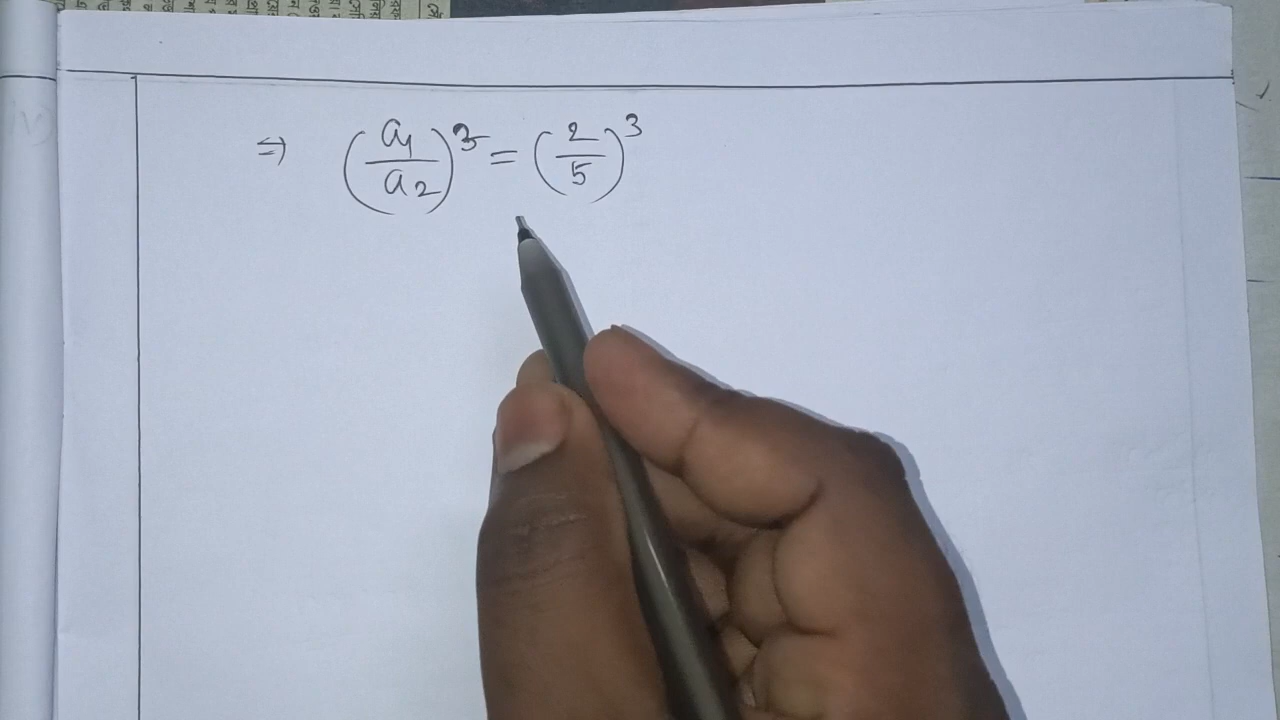 ⇒ (a₁/a₂)³ = (2/5)³